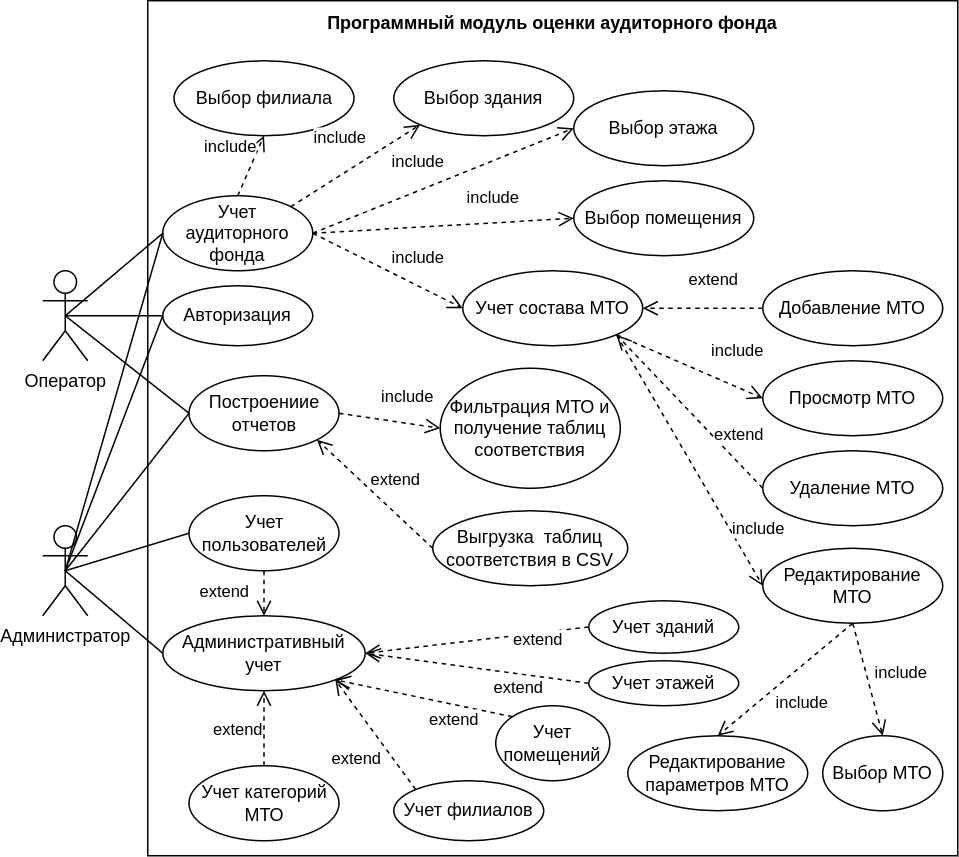 Программный модуль оценки аудиторного фонда
Выбор филиала
Выбор здания
Выбор этажа
include
include
include
include
Выбор помещения
Учет
аудиторного
фонда
include
extend
Учет состава МТО
Добавление МТО
Авторизация
Оператор
include
Просмотр МТО
Построениие
отчетов
include
Фильтрация МТО и
получение таблиц
соответствия
extend
extend
Удаление МТО
include
Учет
пользователей
Выгрузка таблиц
соответствия в CSV
Редактирование
МТО
extend
Администратор
Административный
учет
Учет зданий
extend
Учет этажей
extend
include
include
extend
extend
Учет
помещений
extend
Редактирование
параметров МТО
Выбор МТО
Учет категорий
МТО
Учет филиалов